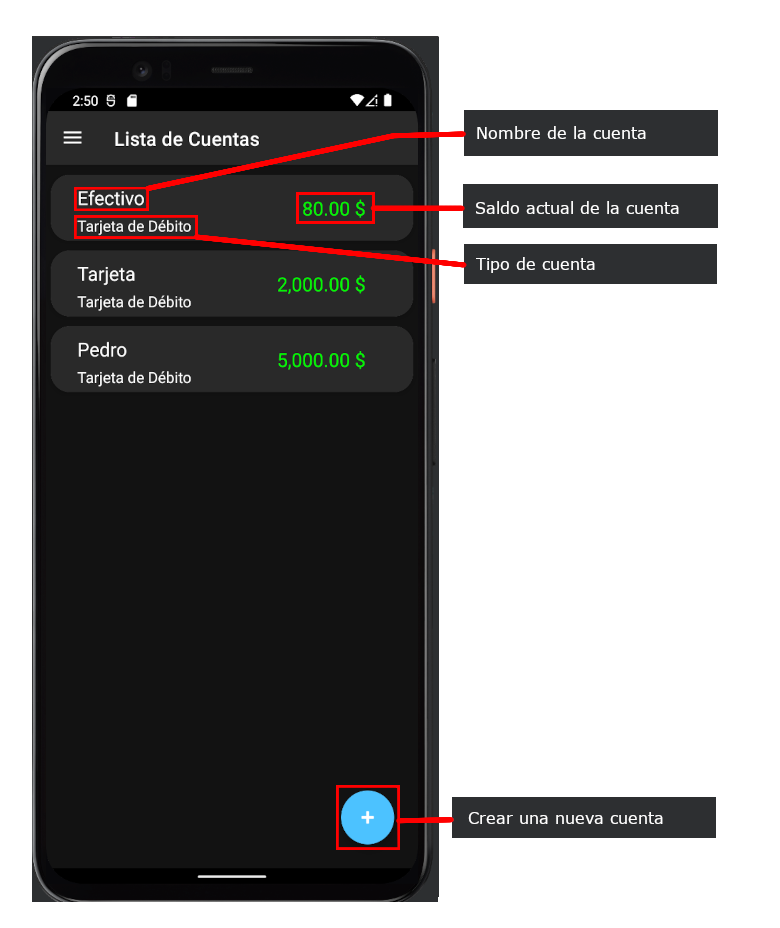 2:50
Lista de Cuentas
Nombre de la cuenta
Efectivo
80.00 $
Saldo actual de la cuenta
Tarjeta de Débito
Tipo de cuenta
Tarjeta
2,000.00 $
Tarjeta de Débito
Pedro
5,000.00 $
Tarjeta de Débito
+
Crear una nueva cuenta